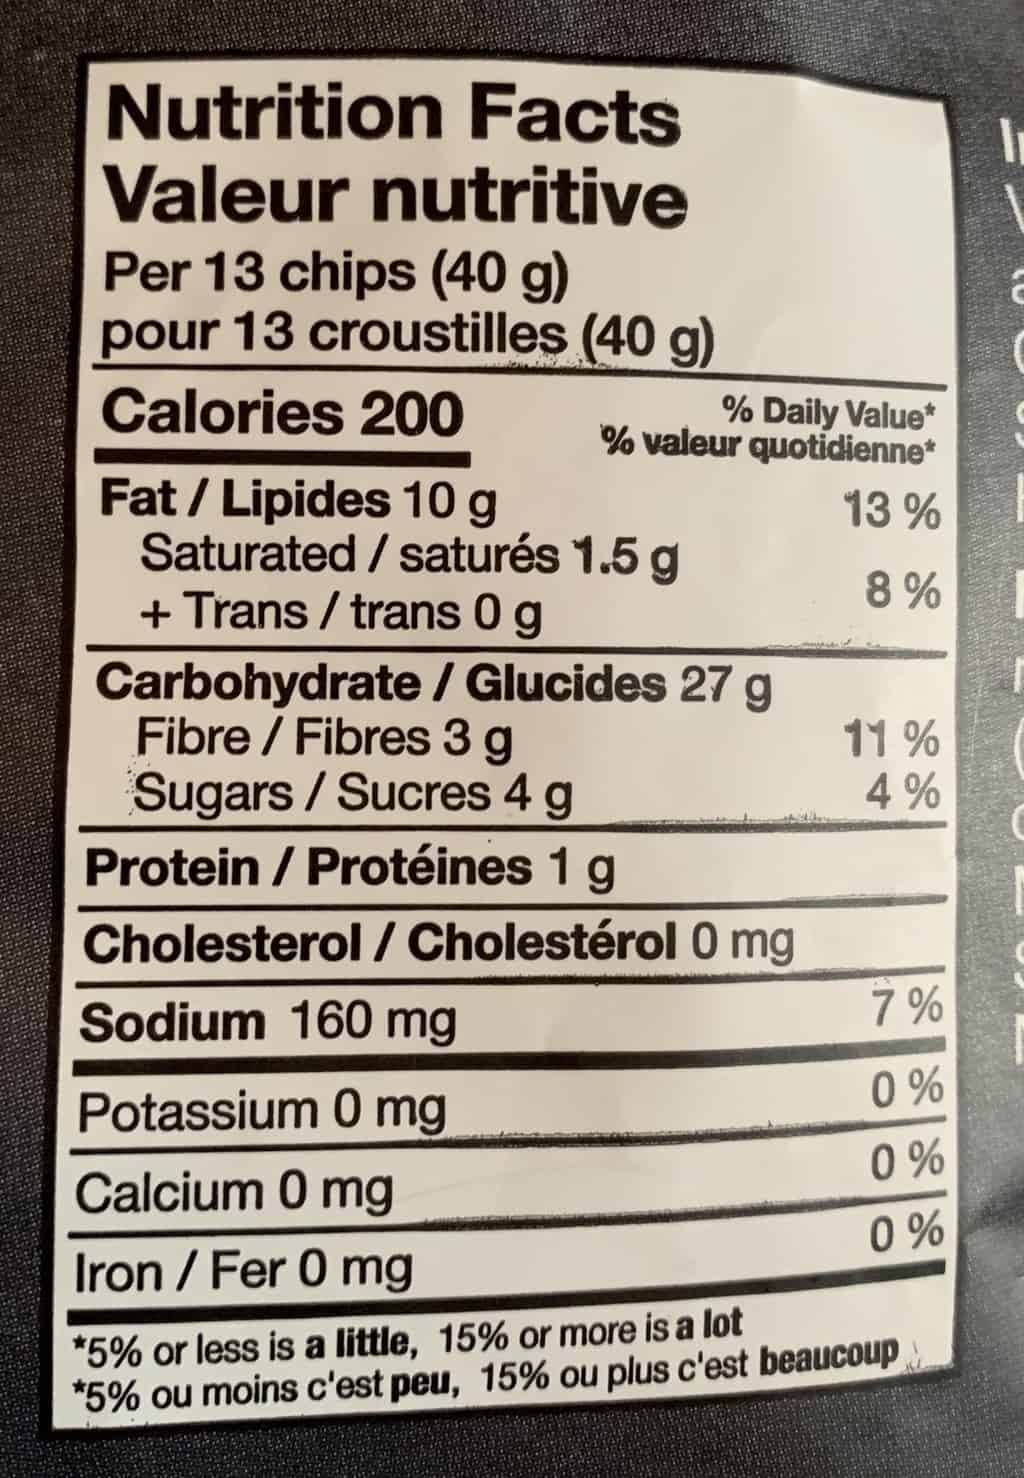 Nutrition Facts
Valeur nutritive
Per 13 chips (40 g)
pour 13 croustilles (40 g)
Calories 200
% Daily Value*
% valeur quotidienne*
Fat / Lipides 10 g 13 %
Saturated / saturés 1.5 g
+ Trans / trans 0 g 8 %
Carbohydrate / Glucides 27 g
Fibre / Fibres 3 g 11 %
Sugars / Sucres 4 g 4 %
Protein / Protéines 1 g
Cholesterol / Cholestérol 0 mg
Sodium 160 mg 7 %
Potassium 0 mg 0 %
Calcium 0 mg 0 %
Iron / Fer 0 mg 0 %
*5% or less is a little, 15% or more is a lot
*5% ou moins c'est peu, 15% ou plus c'est beaucoup